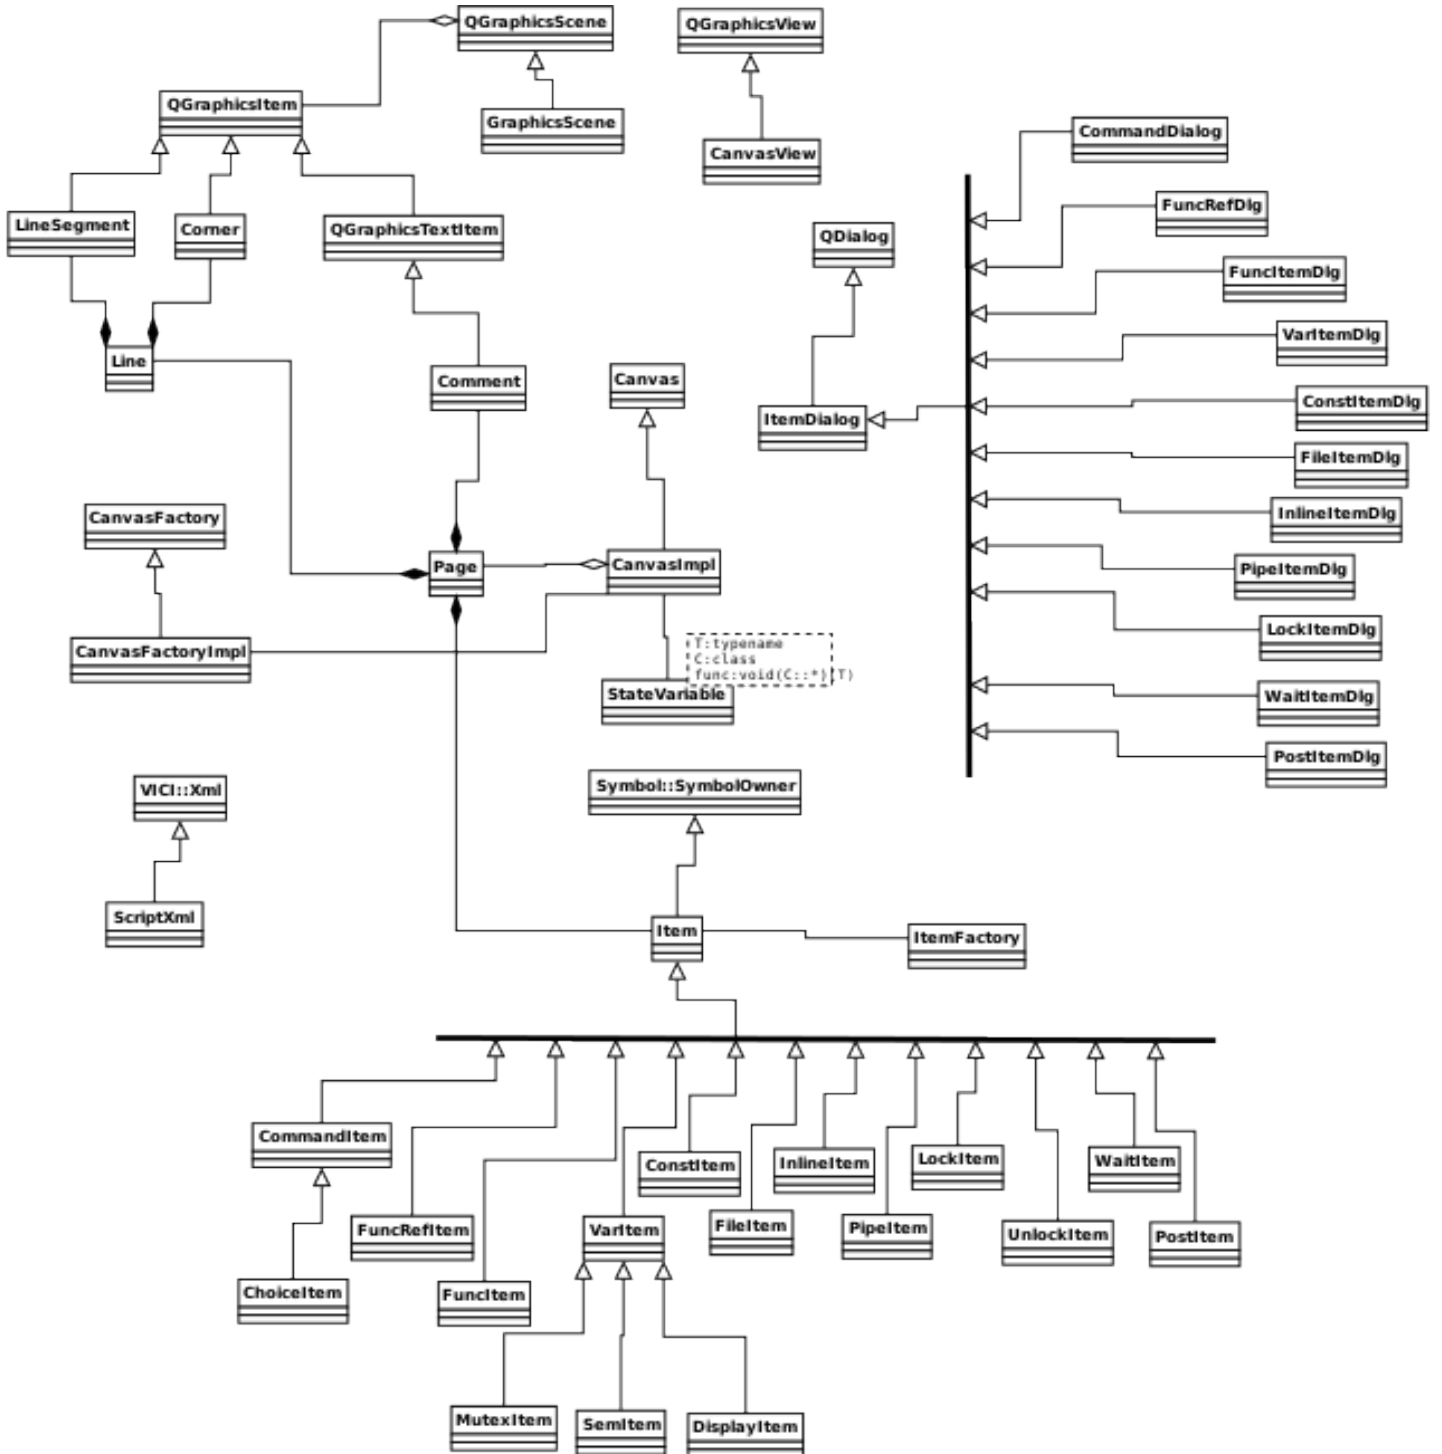 QGraphicsScene
QGraphicsView
QGraphicsItem
GraphicsScene
CommandDialog
CanvasView
FuncRefDlg
LineSegment
Corner
QGraphicsTextItem
QDialog
FuncItemDlg
VarItemDlg
Line
Comment
Canvas
ConstItemDlg
ItemDialog
FileItemDlg
CanvasFactory
InlineItemDlg
Page
CanvasImpl
PipeItemDlg
LockItemDlg
CanvasFactoryImpl
T:typename
C:class
func:void(C::*)(T)
StateVariable
WaitItemDlg
PostItemDlg
VICI::Xml
Symbol::SymbolOwner
ScriptXml
Item
ItemFactory
CommandItem
ConstItem
InlineItem
LockItem
WaitItem
FuncRefItem
VarItem
FileItem
PipeItem
UnlockItem
PostItem
ChoiceItem
FuncItem
MutexItem
SemItem
DisplayItem